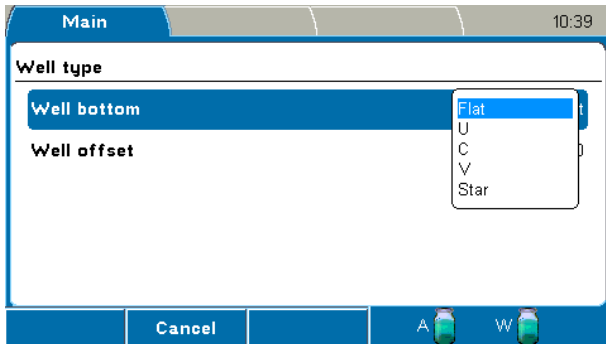 Main
10:39
Well type
Well bottom
Flat
t
Well offset
U
C
V
Star
Cancel
A
W